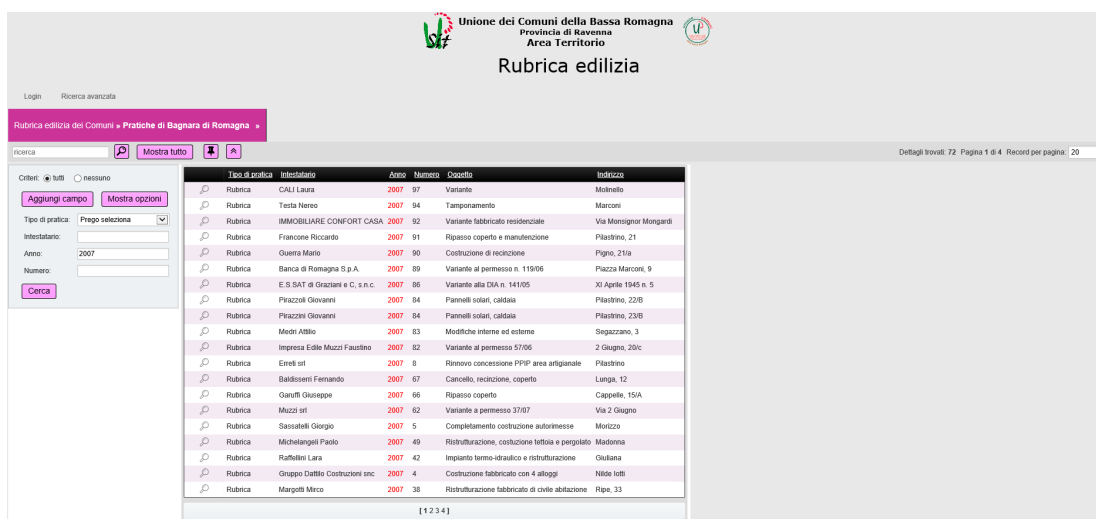 Unione dei Comuni della Bassa Romagna
Provincia di Ravenna
Area Territorio
Rubrica edilizia
Login Ricerca avanzata
Rubrica edilizia dei Comuni » Pratiche di Bagnara di Romagna »
ricerca Mostra tutto Dettagli trovati: 72 Pagina 1 di 4 Record per pagina: 20
Criteri: tutti nessuno
Aggiungi campo Mostra opzioni
Tipo di pratica: Prego seleziona
Intestatario:
Anno: 2007
Numero:
Cerca
Tipo di pratica Intestatario Anno Numero Oggetto Indirizzo
Rubrica CALI Laura 2007 97 Variante Molinello
Rubrica Testa Nereo 2007 94 Tamponamento Marconi
Rubrica IMMOBILIARE CONFORT CASA 2007 92 Variante fabbricato residenziale Via Monsignor Mongardi
Rubrica Francone Riccardo 2007 91 Ripasso coperto e manutenzione Pilastrino, 21
Rubrica Guerra Mario 2007 90 Costruzione di recinzione Pigno, 21/a
Rubrica Banca di Romagna S.p.A. 2007 89 Variante al permesso n. 119/06 Piazza Marconi, 9
Rubrica E.S.SAT di Graziani e C, s.n.c. 2007 86 Variante alla DIA n. 141/05 XI Aprile 1945 n. 5
Rubrica Pirazzoli Giovanni 2007 84 Pannelli solari, caldaia Pilastrino, 22/B
Rubrica Pirazzini Giovanni 2007 84 Pannelli solari, caldaia Pilastrino, 23/B
Rubrica Medri Attilio 2007 83 Modifiche interne ed esterne Segazzano, 3
Rubrica Impresa Edile Muzzi Faustino 2007 82 Variante al permesso 57/06 2 Giugno, 20/c
Rubrica Erreti srl 2007 8 Rinnovo concessione PPIP area artigianale Pilastrino
Rubrica Baldisserri Fernando 2007 67 Cancello, recinzione, coperto Lunga, 12
Rubrica Garuffi Giuseppe 2007 66 Ripasso coperto Cappelle, 15/A
Rubrica Muzzi srl 2007 62 Variante a permesso 37/07 Via 2 Giugno
Rubrica Sassatelli Giorgio 2007 5 Completamento costruzione autorimesse Morizzo
Rubrica Michelangeli Paolo 2007 49 Ristrutturazione, costuzione tettoia e pergolato Madonna
Rubrica Raffellini Lara 2007 42 Impianto termo-idraulico e ristrutturazione Giuliana
Rubrica Gruppo Dattilo Costruzioni snc 2007 4 Costruzione fabbricato con 4 alloggi Nilde Iotti
Rubrica Margotti Mirco 2007 38 Ristrutturazione fabbricato di civile abitazione Ripe, 33
[ 1 2 3 4 ]